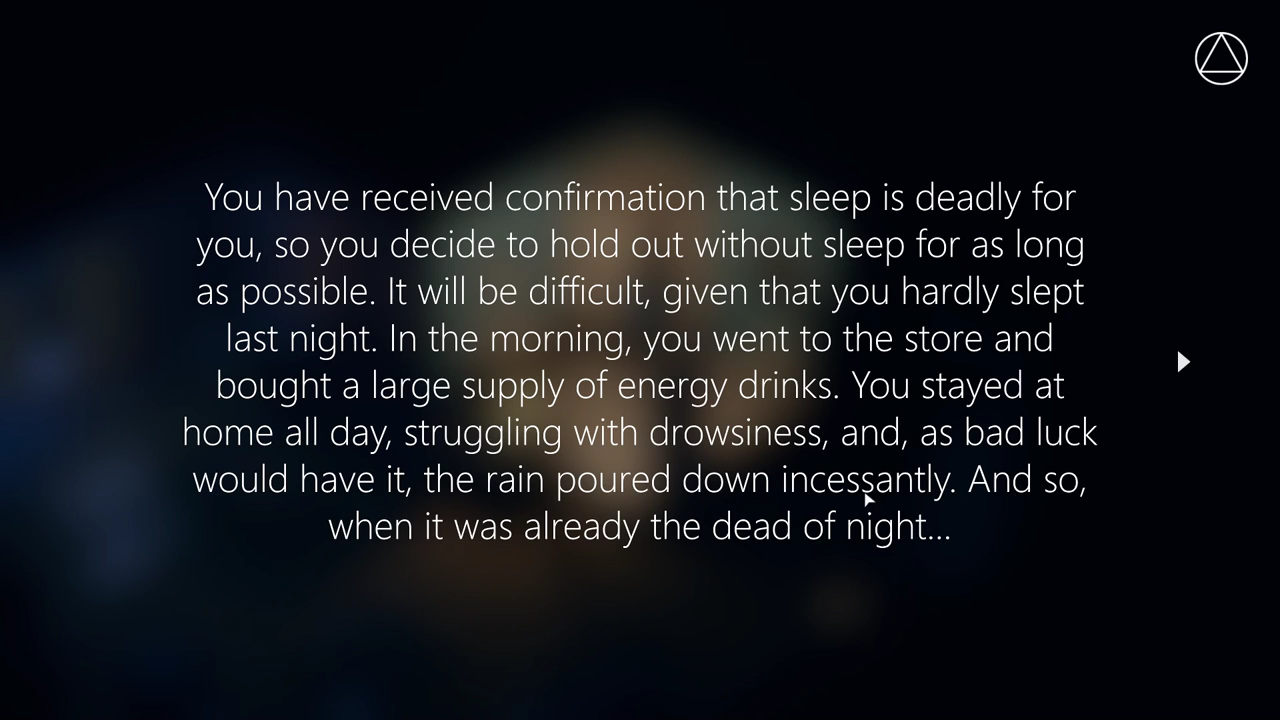 You have received confirmation that sleep is deadly for
you, so you decide to hold out without sleep for as long
as possible. It will be difficult, given that you hardly slept
last night. In the morning, you went to the store and
bought a large supply of energy drinks. You stayed at
home all day, struggling with drowsiness, and, as bad luck
would have it, the rain poured down incessantly. And so,
when it was already the dead of night...